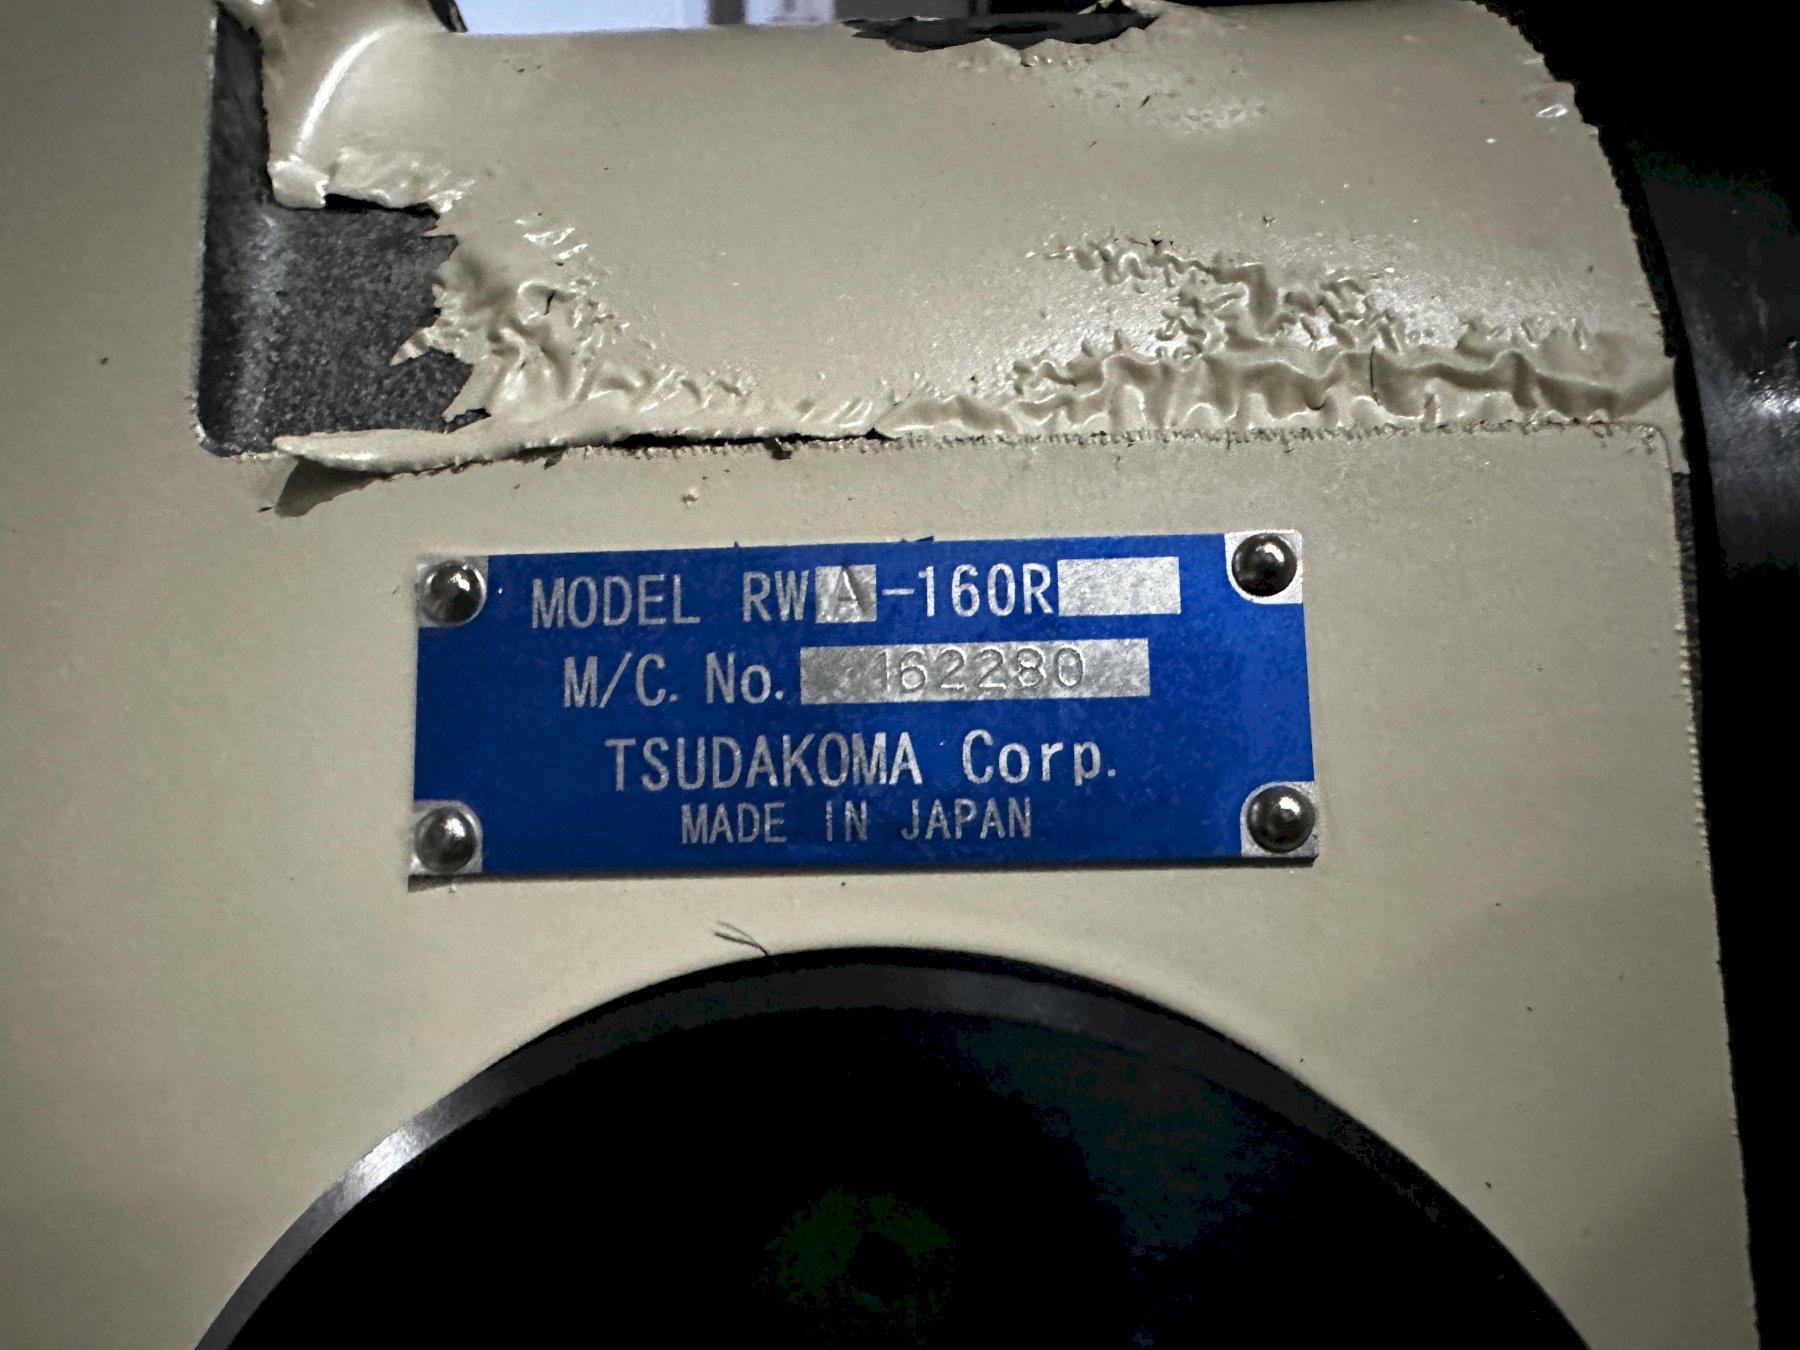 MODEL RWA-160R
M/C. No. 162280
TSUDAKOMA Corp.
MADE IN JAPAN